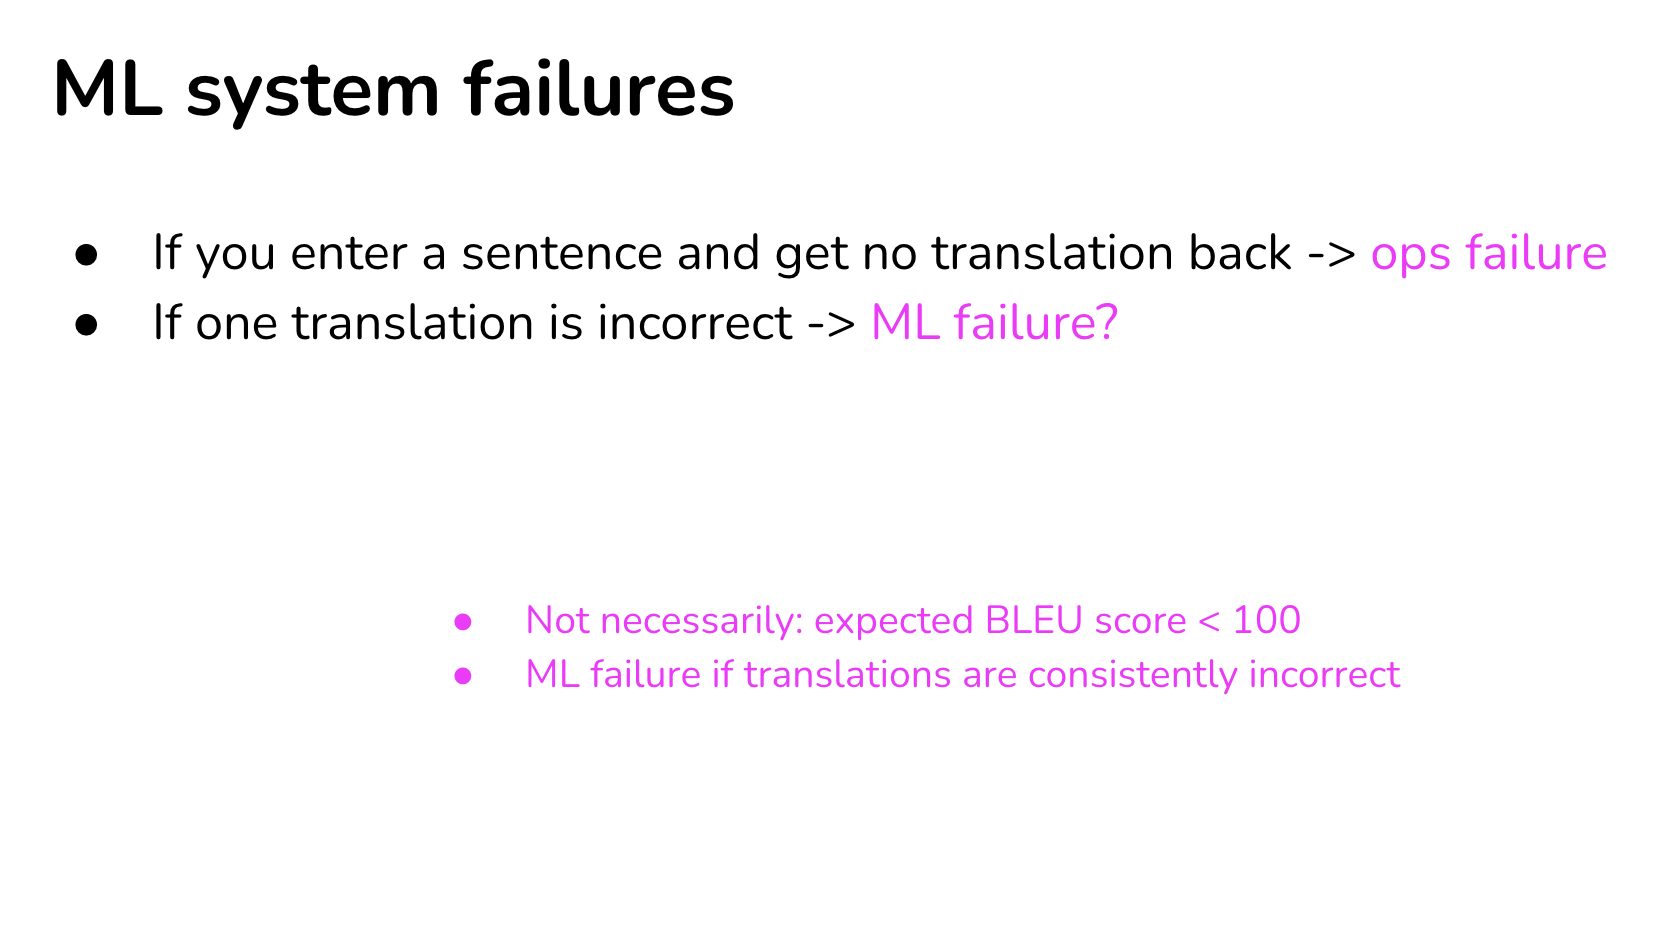 ML system failures
● If you enter a sentence and get no translation back -> ops failure
● If one translation is incorrect -> ML failure?
● Not necessarily: expected BLEU score < 100
● ML failure if translations are consistently incorrect